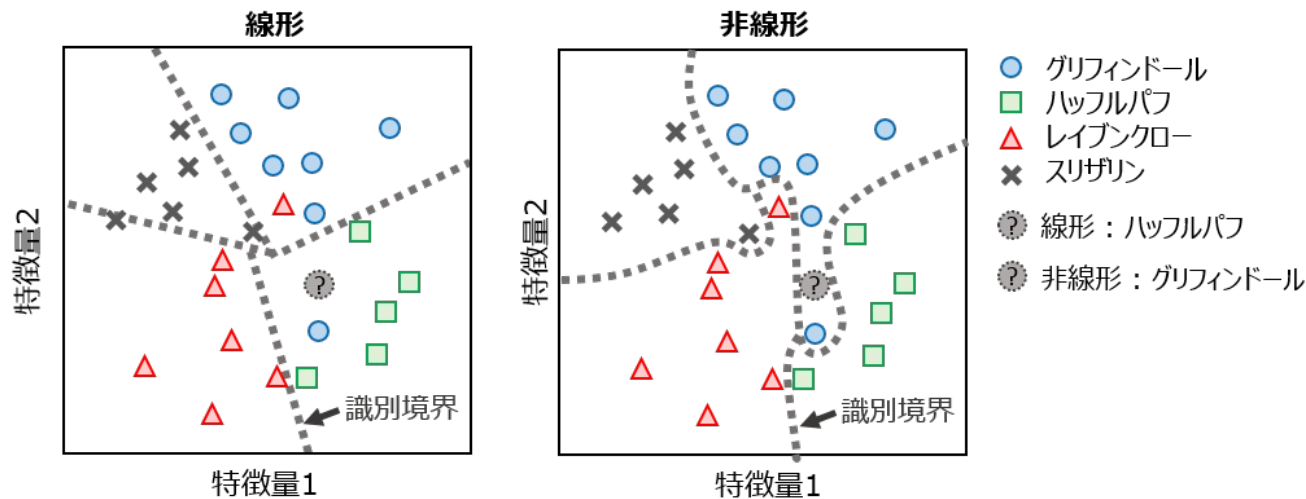 線形
特徴量2
?
識別境界
特徴量1
非線形
特徴量2
?
識別境界
特徴量1
グリフィンドール
ハッフルパフ
レイブンクロー
スリザリン
? 線形：ハッフルパフ
? 非線形：グリフィンドール